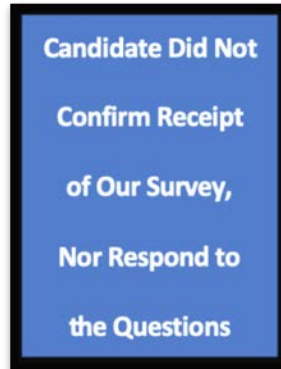 Candidate Did Not
Confirm Receipt
of Our Survey,
Nor Respond to
the Questions